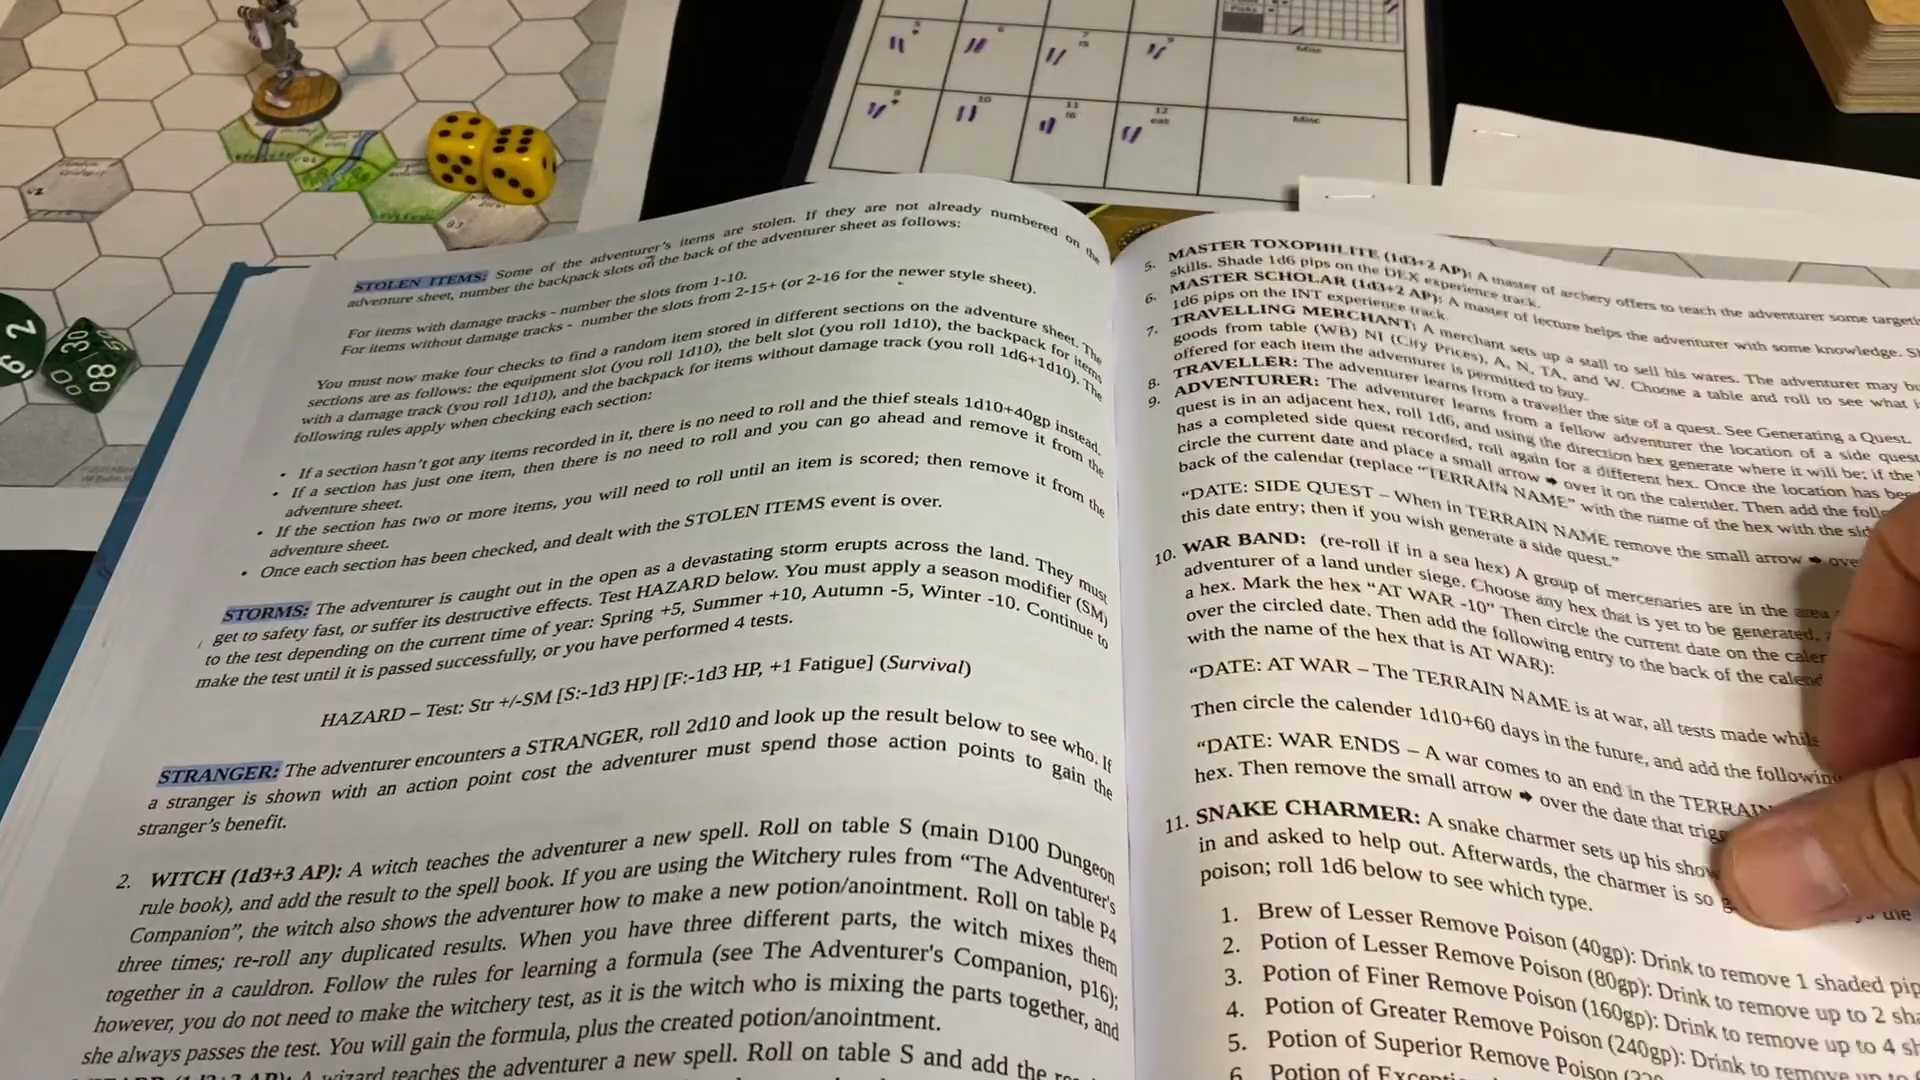 STOLEN ITEMS: Some of the adventurer's items are stolen. If they are not already numbered on the
adventure sheet, number the backpack slots on the back of the adventurer sheet as follows:
For items with damage tracks - number the slots from 1-10.
For items without damage tracks - number the slots from 2-15+ (or 2-16 for the newer style sheet).
You must now make four checks to find a random item stored in different sections on the adventure sheet. The
sections are as follows: the equipment slot (you roll 1d10), the belt slot (you roll 1d10), the backpack for items
with a damage track (you roll 1d10), and the backpack for items without damage track (you roll 1d6+1d10). The
following rules apply when checking each section:
• If a section hasn't got any items recorded in it, there is no need to roll and the thief steals 1d10+40gp instead.
• If a section has just one item, then there is no need to roll and you can go ahead and remove it from the
adventure sheet.
• If the section has two or more items, you will need to roll until an item is scored; then remove it from the
adventure sheet.
• Once each section has been checked, and dealt with the STOLEN ITEMS event is over.
STORMS: The adventurer is caught out in the open as a devastating storm erupts across the land. They must
get to safety fast, or suffer its destructive effects. Test HAZARD below. You must apply a season modifier (SM)
to the test depending on the current time of year: Spring +5, Summer +10, Autumn -5, Winter -10. Continue to
make the test until it is passed successfully, or you have performed 4 tests.
HAZARD – Test: Str +/-SM [S:-1d3 HP] [F:-1d3 HP, +1 Fatigue] (Survival)
STRANGER: The adventurer encounters a STRANGER, roll 2d10 and look up the result below to see who. If
a stranger is shown with an action point cost the adventurer must spend those action points to gain the
stranger's benefit.
2. WITCH (1d3+3 AP): A witch teaches the adventurer a new spell. Roll on table S (main D100 Dungeon
rule book), and add the result to the spell book. If you are using the Witchery rules from "The Adventurer's
Companion", the witch also shows the adventurer how to make a new potion/anointment. Roll on table P4
three times; re-roll any duplicated results. When you have three different parts, the witch mixes them
together in a cauldron. Follow the rules for learning a formula (see The Adventurer's Companion, p16);
however, you do not need to make the witchery test, as it is the witch who is mixing the parts together, and
she always passes the test. You will gain the formula, plus the created potion/anointment.
A wizard teaches the adventurer a new spell. Roll on table S and add the
5. MASTER TOXOPHILITE (1d3+2 AP): A master of archery offers to teach the adventurer some
skills. Shade 1d6 pips on the DEX experience track.
6. MASTER SCHOLAR (1d3+2 AP): A master of lecture helps the adventurer with some knowledge.
1d6 pips on the INT experience track.
7. TRAVELLING MERCHANT: A merchant sets up a stall to sell his wares. The adventurer may
goods from table (WB) NI (City Prices), A, N, TA, and W. Choose a table and roll to see what
offered for each item the adventurer is permitted to buy.
8. TRAVELLER: The adventurer learns from a traveller the site of a quest. See Generating a Quest.
9. ADVENTURER: The adventurer learns from a fellow adventurer the location of a side quest
quest is in an adjacent hex, roll 1d6, and using the direction hex generate where it will be; if the
has a completed side quest recorded, roll again for a different hex. Once the location has
circle the current date and place a small arrow ➡ over it on the calender. Then add the
back of the calendar (replace "TERRAIN NAME" with the name of the hex with the
"DATE: SIDE QUEST – When in TERRAIN NAME remove the small arrow ➡
this date entry; then if you wish generate a side quest."
10. WAR BAND: (re-roll if in a sea hex) A group of mercenaries are in the area
adventurer of a land under siege. Choose any hex that is yet to be generated,
a hex. Mark the hex "AT WAR -10" Then circle the current date on the
over the circled date. Then add the following entry to the back of the
with the name of the hex that is AT WAR):
"DATE: AT WAR – The TERRAIN NAME is at war, all tests made
Then circle the calender 1d10+60 days in the future, and add the
"DATE: WAR ENDS – A war comes to an end in the
hex. Then remove the small arrow ➡ over the date that
11. SNAKE CHARMER: A snake charmer sets up his
in and asked to help out. Afterwards, the charmer is so
poison; roll 1d6 below to see which type.
1. Brew of Lesser Remove Poison (40gp): Drink to remove 1 shaded
2. Potion of Lesser Remove Poison (80gp): Drink to remove up to 2
3. Potion of Finer Remove Poison (160gp): Drink to remove up to 4
4. Potion of Greater Remove Poison (240gp): Drink to remove
5. Potion of Superior Remove Poison
6. Potion of
10
11
12
eat
Misc
Misc
2
6
30
80
00
83